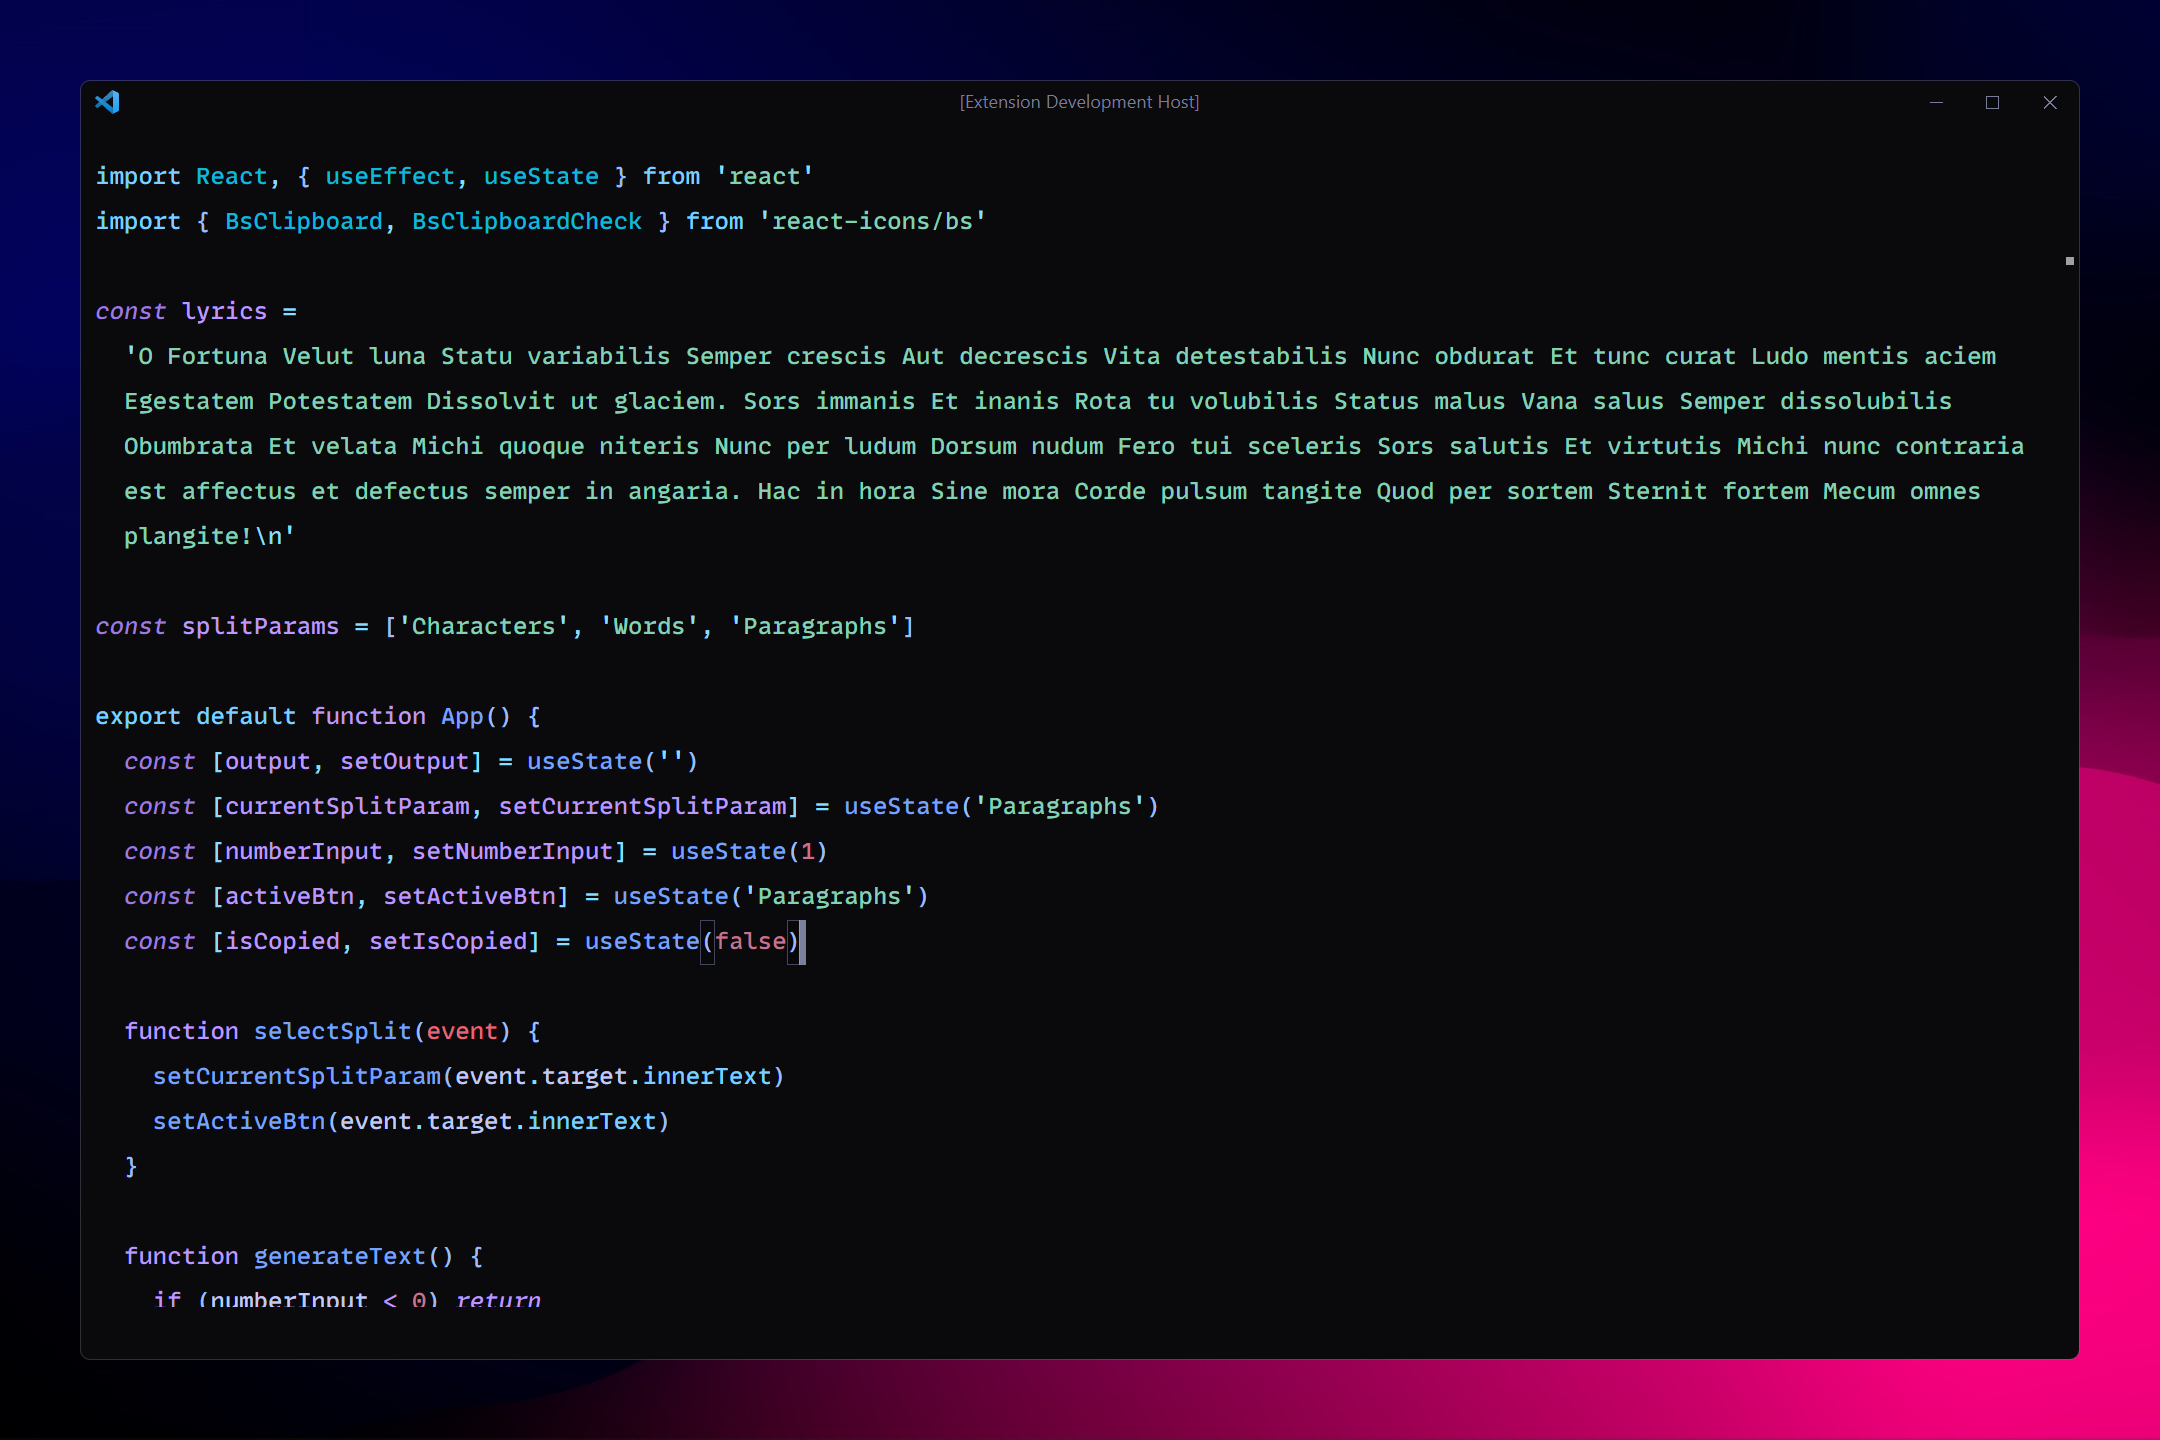 [Extension Development Host]
import React, { useEffect, useState } from 'react'
import { BsClipboard, BsClipboardCheck } from 'react-icons/bs'
const lyrics =
'O Fortuna Velut luna Statu variabilis Semper crescis Aut decrescis Vita detestabilis Nunc obdurat Et tunc curat Ludo mentis aciem
Egestatem Potestatem Dissolvit ut glaciem. Sors immanis Et inanis Rota tu volubilis Status malus Vana salus Semper dissolubilis
Obumbrata Et velata Michi quoque niteris Nunc per ludum Dorsum nudum Fero tui sceleris Sors salutis Et virtutis Michi nunc contraria
est affectus et defectus semper in angaria. Hac in hora Sine mora Corde pulsum tangite Quod per sortem Sternit fortem Mecum omnes
plangite!\n'
const splitParams = ['Characters', 'Words', 'Paragraphs']
export default function App() {
const [output, setOutput] = useState('')
const [currentSplitParam, setCurrentSplitParam] = useState('Paragraphs')
const [numberInput, setNumberInput] = useState(1)
const [activeBtn, setActiveBtn] = useState('Paragraphs')
const [isCopied, setIsCopied] = useState(false)
function selectSplit(event) {
setCurrentSplitParam(event.target.innerText)
setActiveBtn(event.target.innerText)
}
function generateText() {
if (numberInput < 0) return